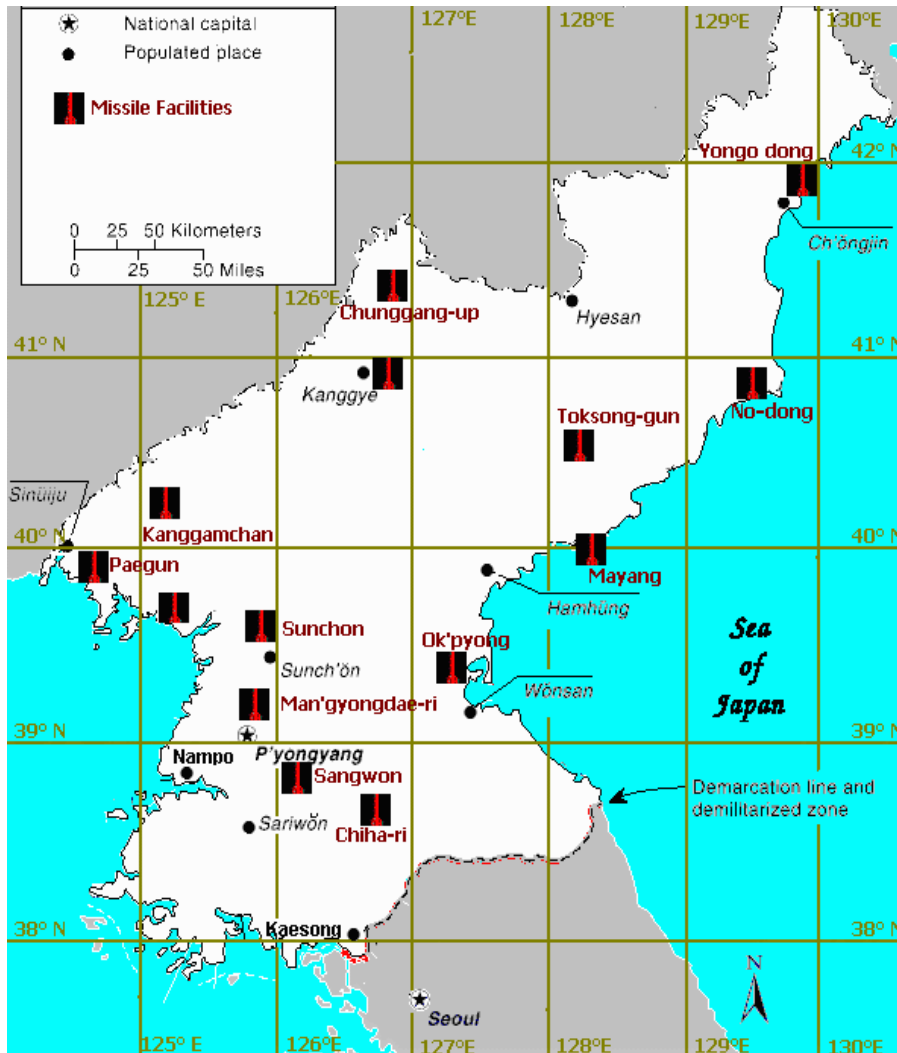 127°E
128°E
129°E
130°E
National capital
Populated place
Missile Facilities
0 25 50 Kilometers
0 25 50 Miles
Yongo dong
42° N
Ch'ŏngjin
125° E
126°E
Chunggang-up
Hyesan
41° N
41° N
Kanggye
Toksong-gun
No-dong
Sinŭiju
Kanggamchan
40° N
40° N
Paegun
Mayang
Hamhŭng
Sunchon
Ok'pyong
Sea
of
Japan
Sunch'ŏn
Wŏnsan
Man'gyongdae-ri
39° N
39° N
P'yongyang
Nampo
Sangwon
Demarcation line and
demilitarized zone
Chiha-ri
Sariwŏn
Kaesong
38° N
38° N
N
Seoul
125°E
126°E
127°E
128°E
129°E
130°E